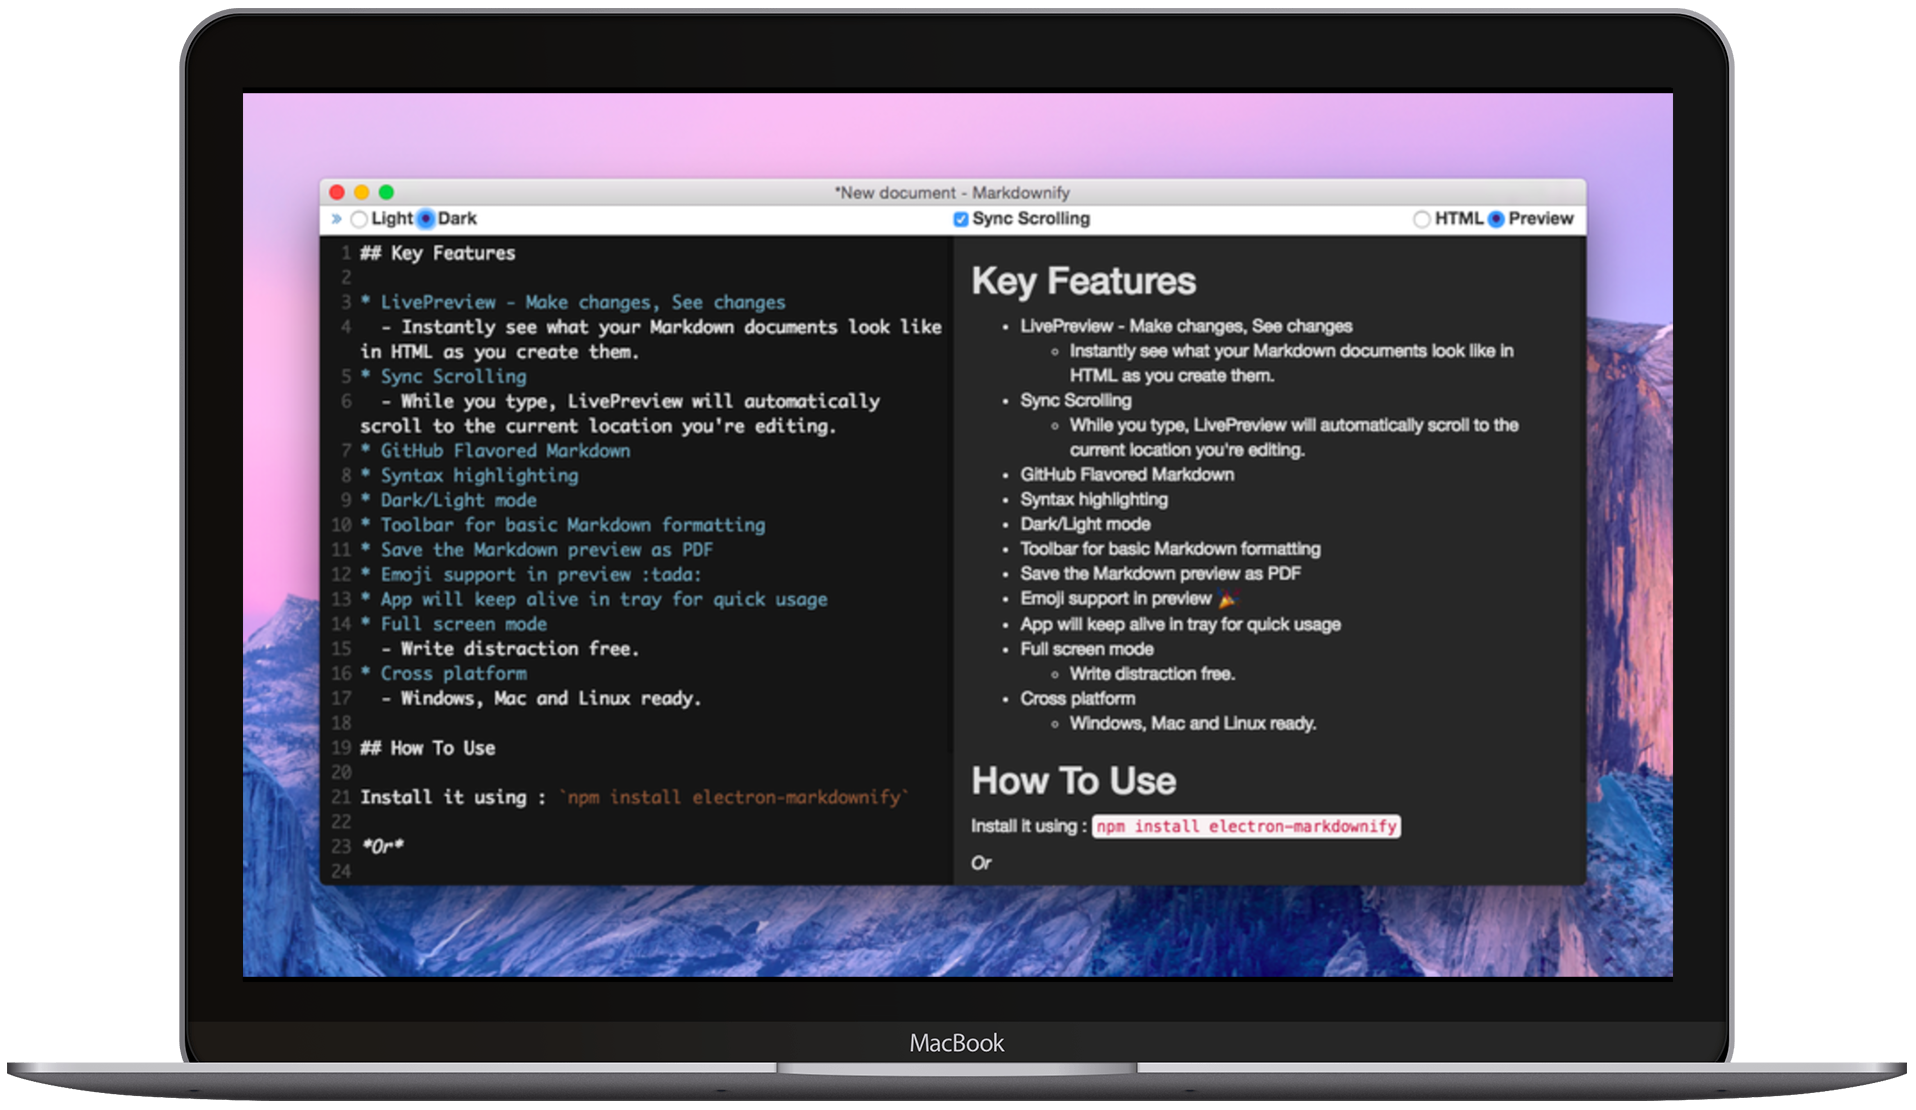 *New document - Markdownify
» Light Dark
Sync Scrolling
HTML Preview
1 ## Key Features
2
3 * LivePreview - Make changes, See changes
4 - Instantly see what your Markdown documents look like
in HTML as you create them.
5 * Sync Scrolling
6 - While you type, LivePreview will automatically
scroll to the current location you're editing.
7 * GitHub Flavored Markdown
8 * Syntax highlighting
9 * Dark/Light mode
10 * Toolbar for basic Markdown formatting
11 * Save the Markdown preview as PDF
12 * Emoji support in preview :tada:
13 * App will keep alive in tray for quick usage
14 * Full screen mode
15 - Write distraction free.
16 * Cross platform
17 - Windows, Mac and Linux ready.
18
19 ## How To Use
20
21 Install it using : `npm install electron-markdownify`
22
23 *Or*
24
Key Features
• LivePreview - Make changes, See changes
◦ Instantly see what your Markdown documents look like in
HTML as you create them.
• Sync Scrolling
◦ While you type, LivePreview will automatically scroll to the
current location you're editing.
• GitHub Flavored Markdown
• Syntax highlighting
• Dark/Light mode
• Toolbar for basic Markdown formatting
• Save the Markdown preview as PDF
• Emoji support in preview 🎉
• App will keep alive in tray for quick usage
• Full screen mode
◦ Write distraction free.
• Cross platform
◦ Windows, Mac and Linux ready.
How To Use
Install it using : npm install electron-markdownify
Or
MacBook